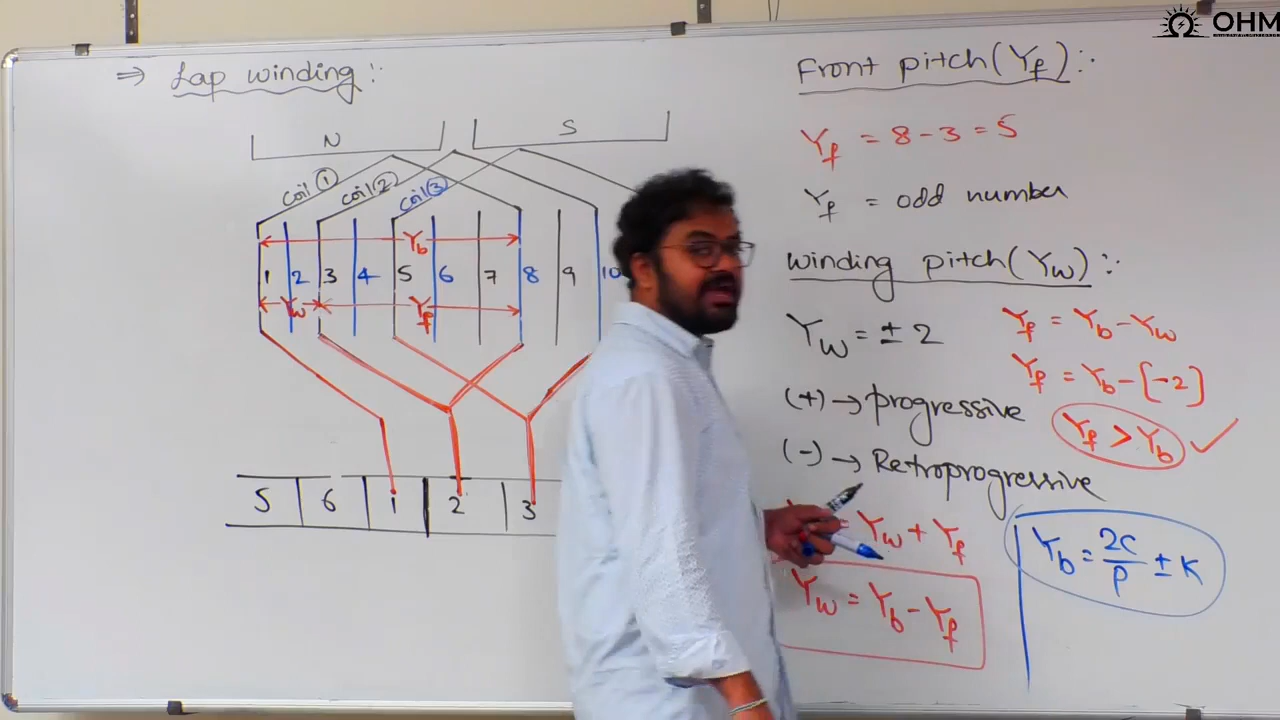 OHM
⇒ Lap winding :-
N
S
coil ①
coil ②
coil ③
Yb
1 2 3 4 5 6 7 8 9 10
Yw
Yf
5 6 1 2 3
Front pitch (Yf) :-
Yf = 8 - 3 = 5
Yf = odd number
winding pitch (Yw) :-
Yw = ± 2
(+) → progressive
(-) → Retroprogressive
Yf = Yb - Yw
Yf = Yb - [-2]
Yf > Yb ✓
= Yw + Yf
Yw = Yb - Yf
Yb = 2C/P ± K